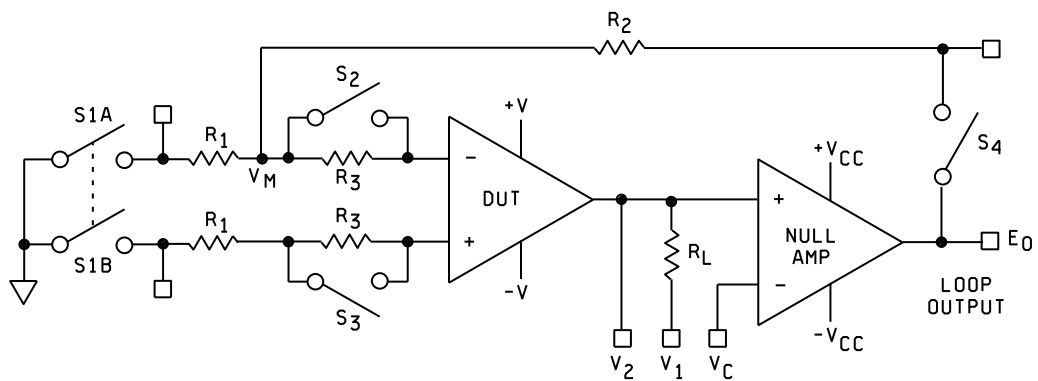 R2
S2
S1A
+V
R1
S4
+VCC
VM
R3
−
DUT
+
R1
R3
+
NULL
AMP
RL
E0
S1B
−V
−
LOOP
OUTPUT
S3
−VCC
V2
V1
VC